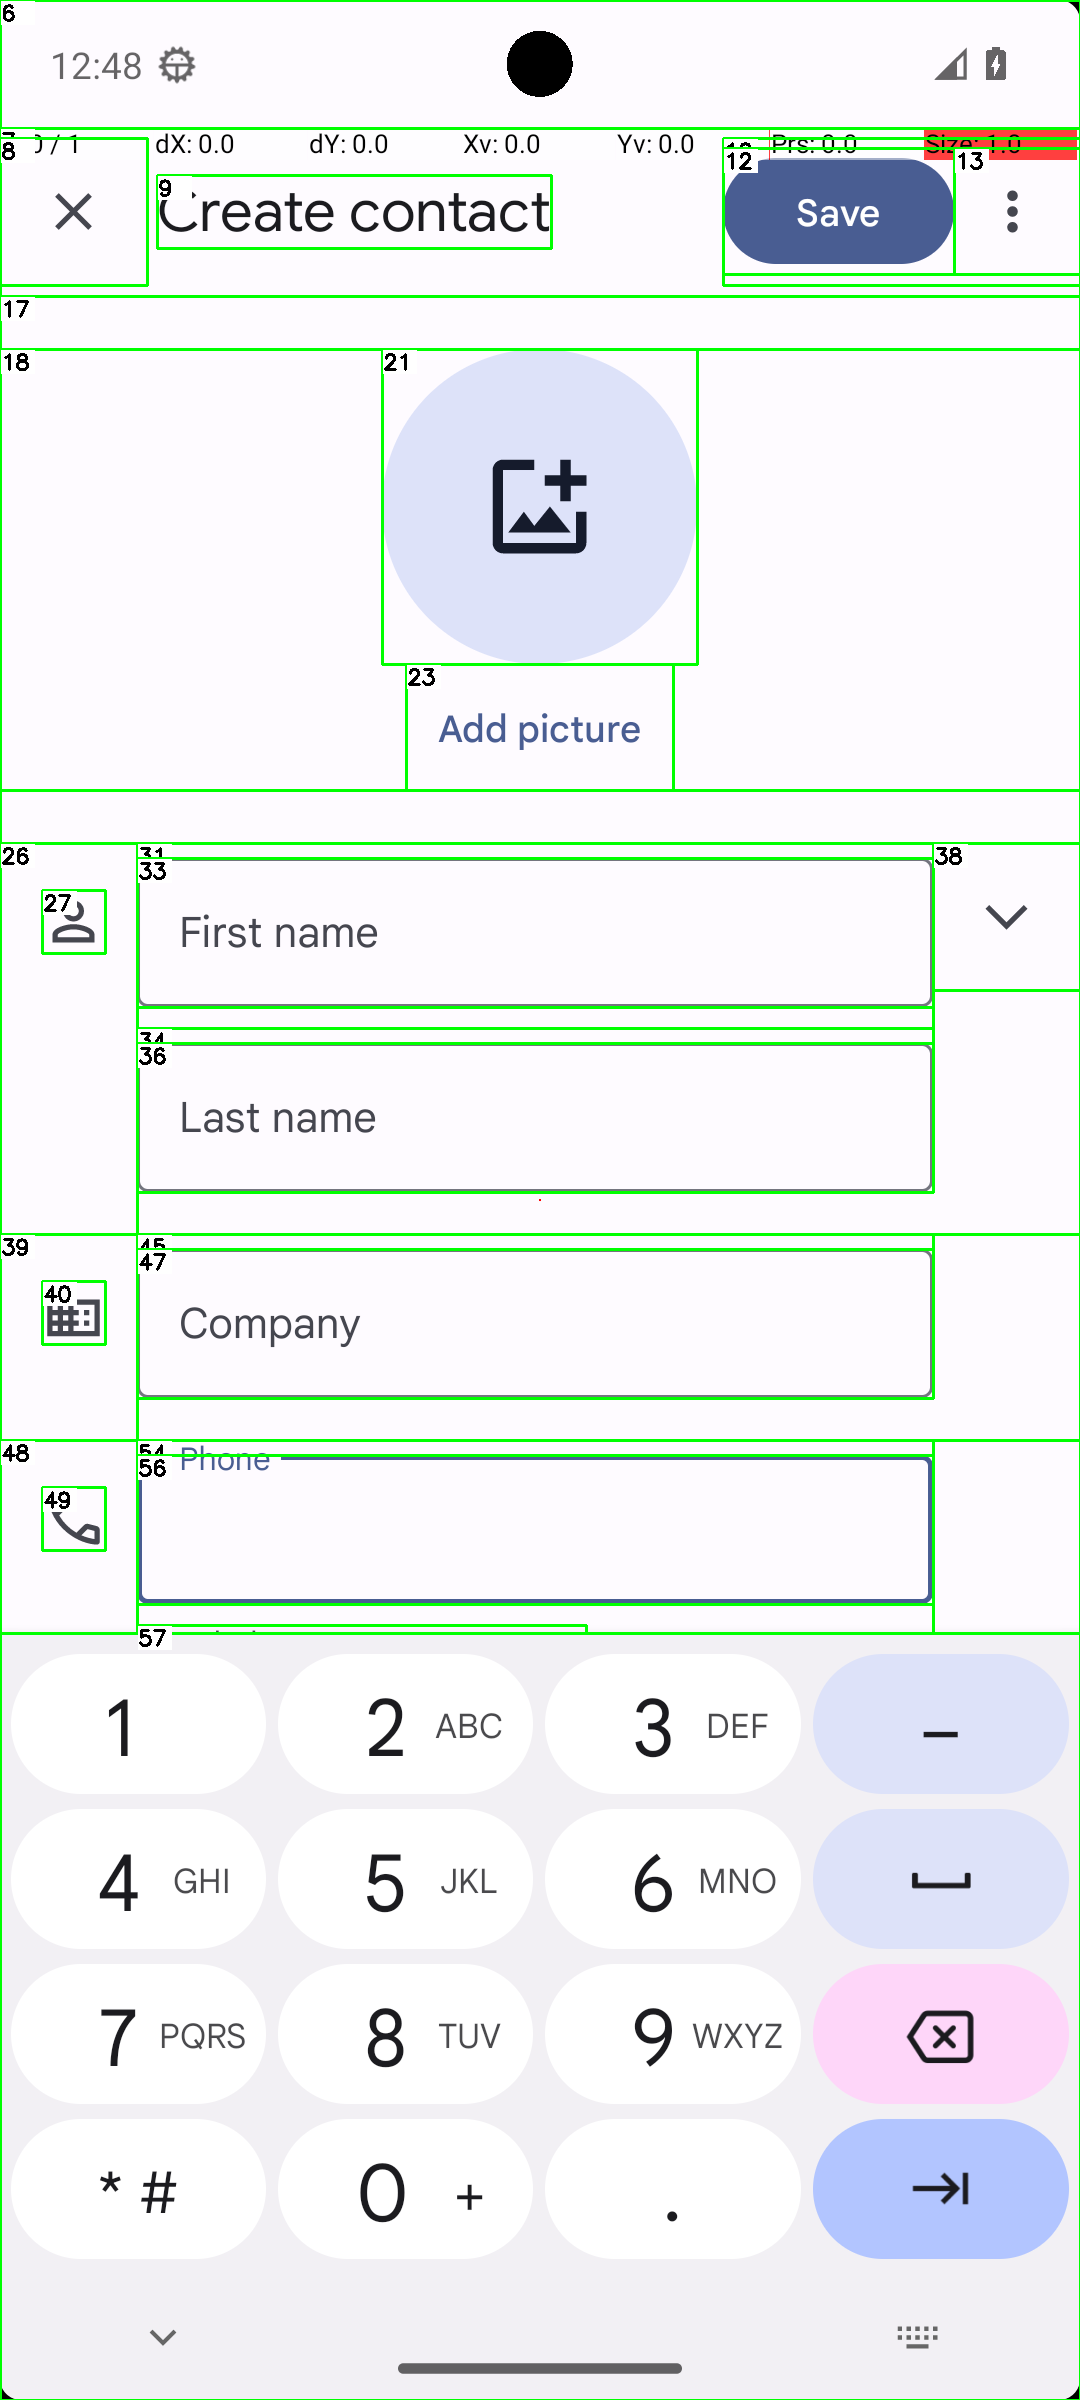 6
12:48
7
8
0 / 1
dX: 0.0
dY: 0.0
Xv: 0.0
Yv: 0.0
Prs: 0.0
Size: 1.0
12
13
9
Create contact
Save
17
18
21
23
Add picture
26
31
33
38
27
First name
34
36
Last name
39
45
47
40
Company
48
54
56
Phone
49
57
1
2 ABC
3 DEF
–
4 GHI
5 JKL
6 MNO
7 PQRS
8 TUV
9 WXYZ
* #
0 +
.